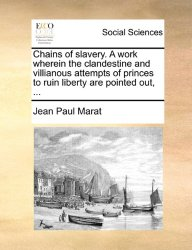 ECCO
Social Sciences
Chains of slavery. A work
wherein the clandestine and
villianous attempts of princes
to ruin liberty are pointed out,
...
Jean Paul Marat